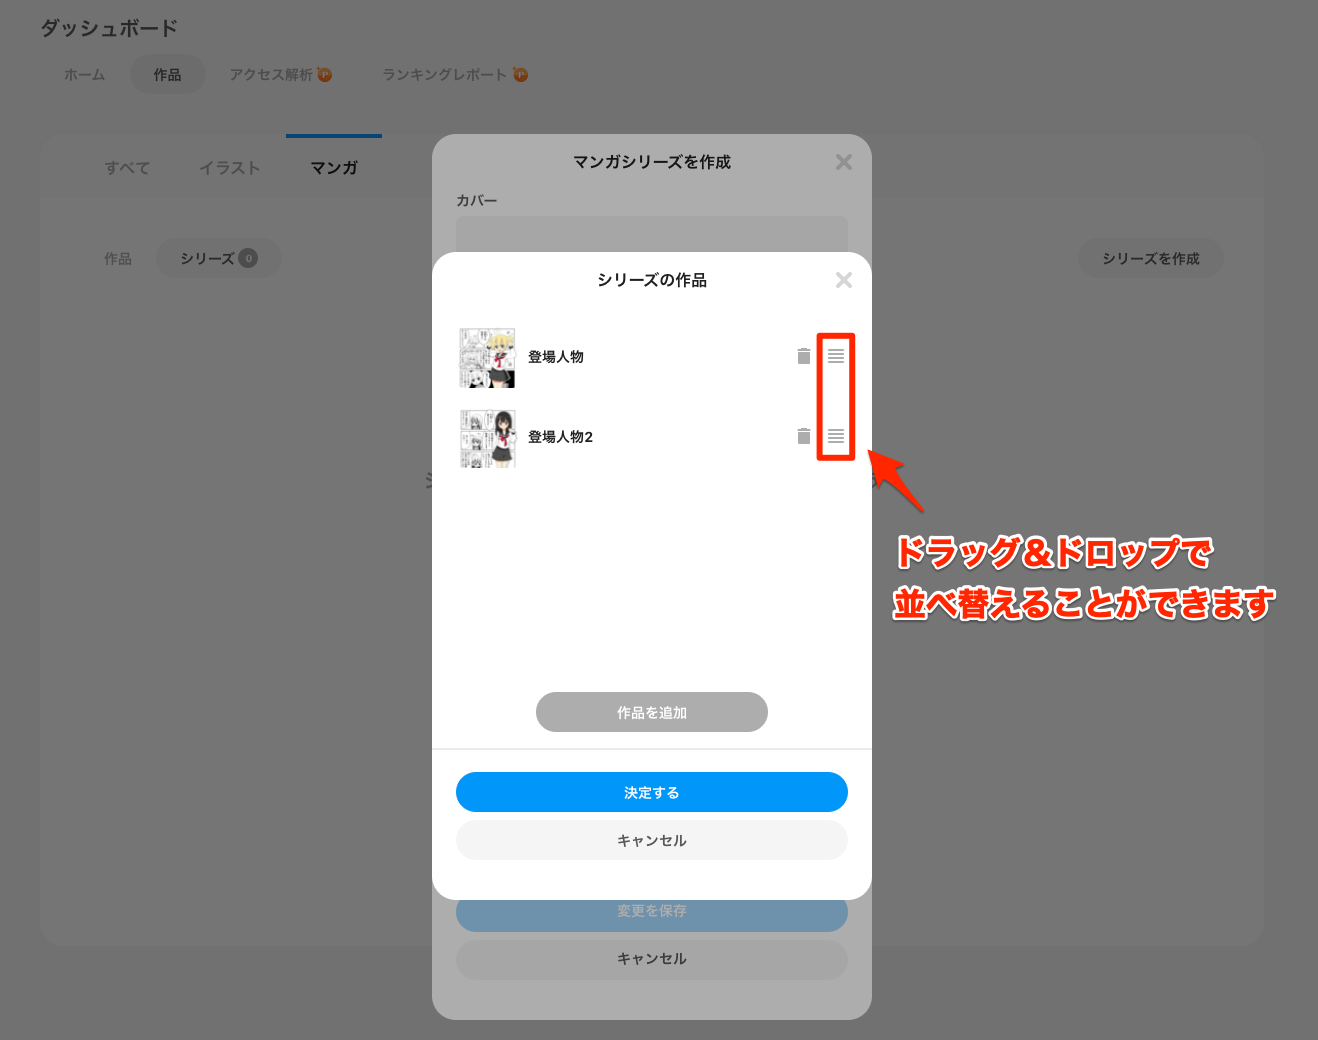 ダッシュボード
ホーム 作品 アクセス解析 P ランキングレポート P
すべて イラスト マンガ
作品 シリーズ 0 シリーズを作成
マンガシリーズを作成
カバー
シリーズの作品
登場人物
登場人物2
ドラッグ&ドロップで
並べ替えることができます
作品を追加
決定する
キャンセル
変更を保存
キャンセル